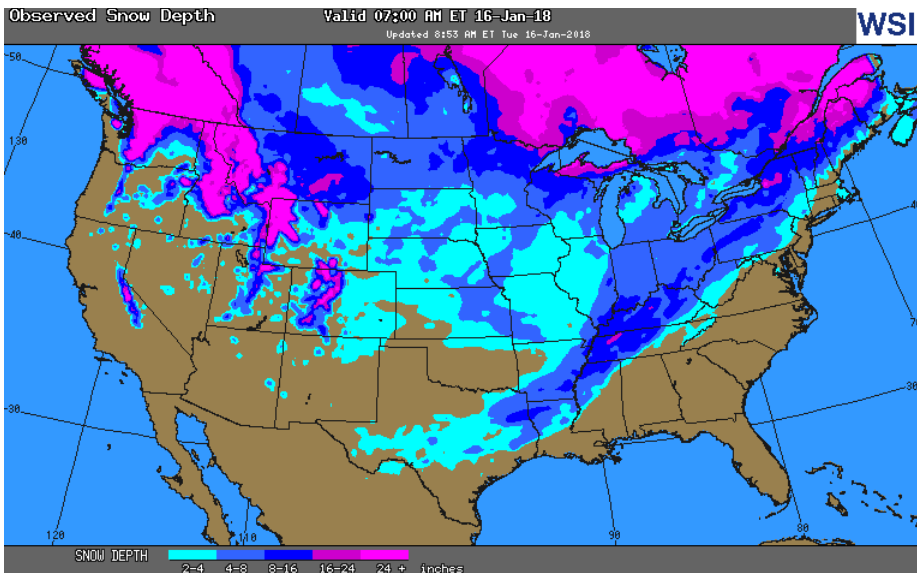 Observed Snow Depth
Valid 07:00 AM ET 16-Jan-18
Updated 8:53 AM ET Tue 16-Jan-2018
WSI
50
130
40
30
120
110
90
80
30
SNOW DEPTH
2-4 4-8 8-16 16-24 24 + inches